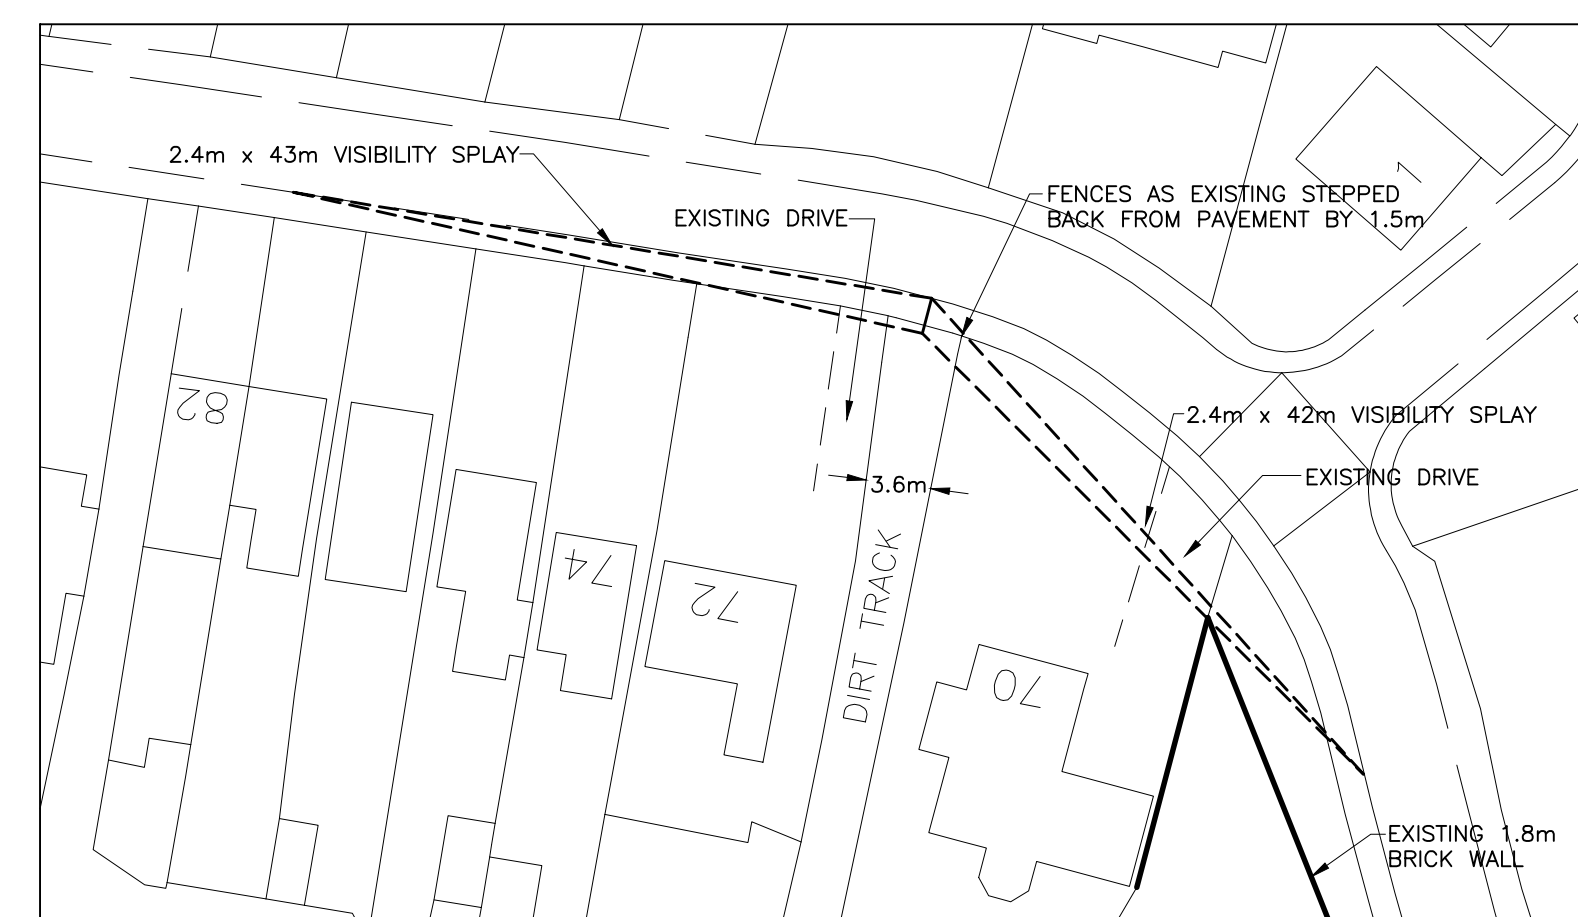 2.4m x 43m VISIBILITY SPLAY
1
FENCES AS EXISTING STEPPED
BACK FROM PAVEMENT BY 1.5m
EXISTING DRIVE
82
2.4m x 42m VISIBILITY SPLAY
EXISTING DRIVE
3.6m
74
72
DIRT TRACK
70
EXISTING 1.8m
BRICK WALL